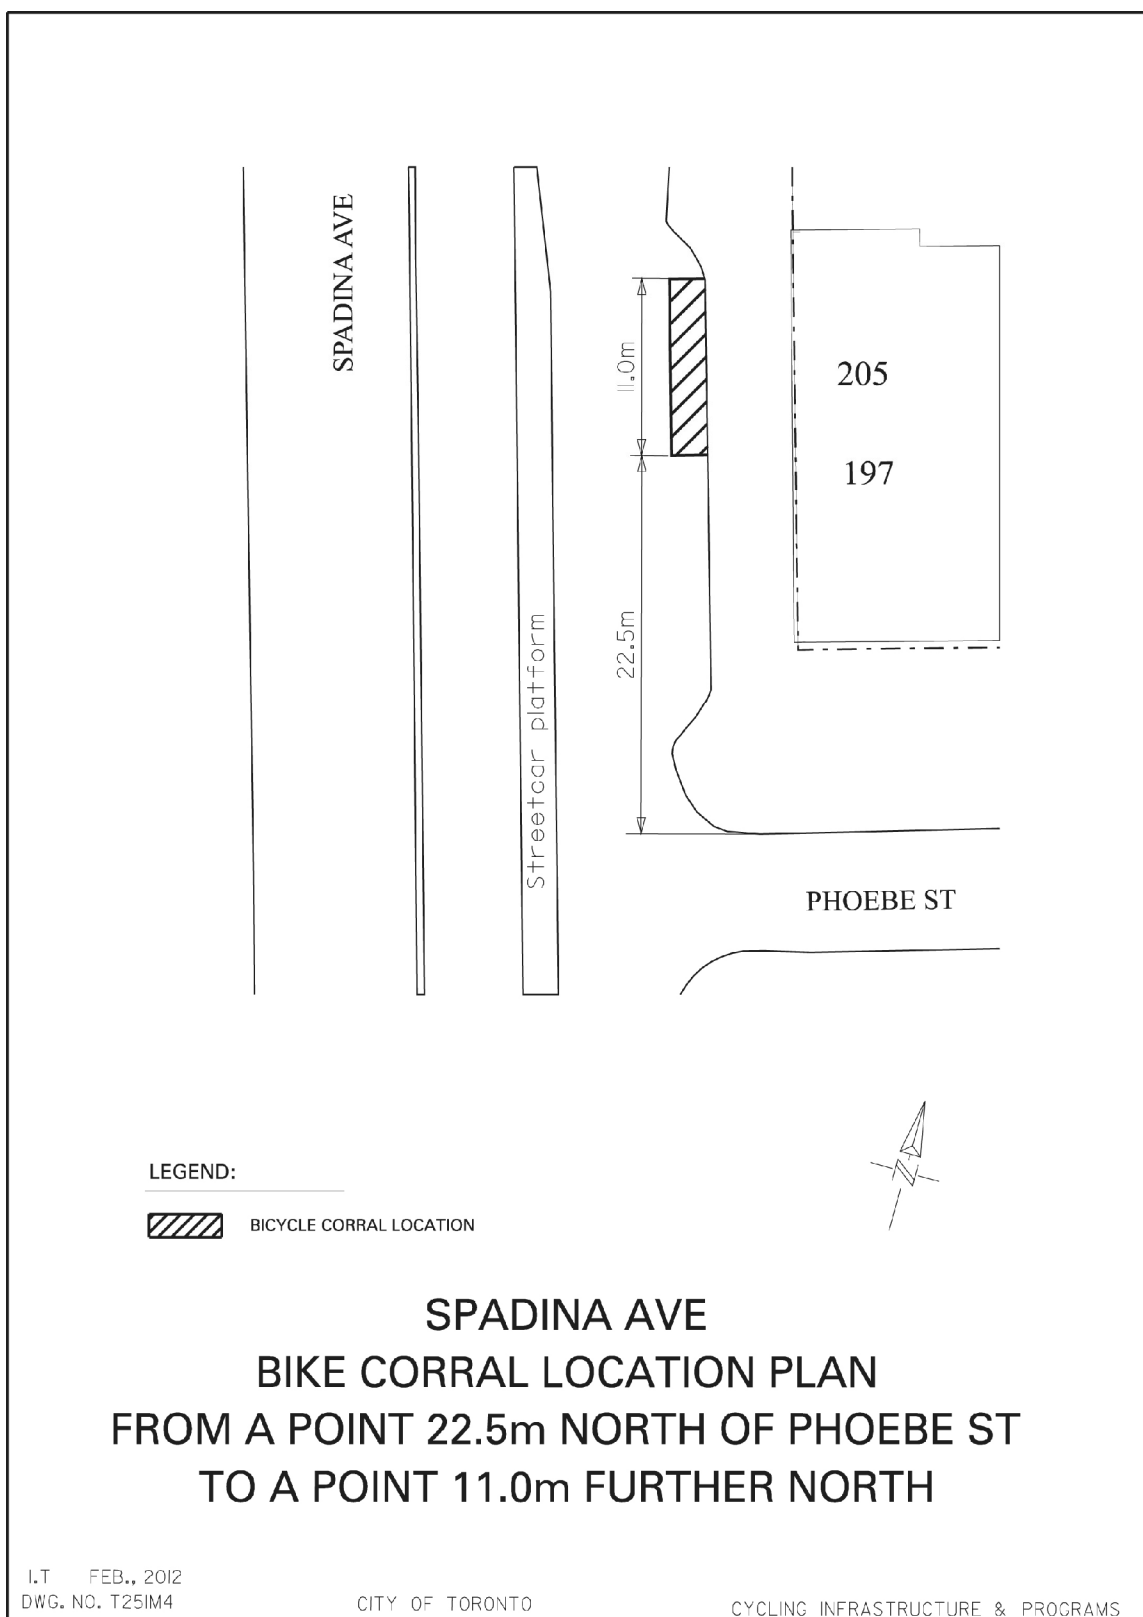 SPADINA AVE
11.0m
205
197
22.5m
Streetcar platform
PHOEBE ST
N
LEGEND:
BICYCLE CORRAL LOCATION
SPADINA AVE
BIKE CORRAL LOCATION PLAN
FROM A POINT 22.5m NORTH OF PHOEBE ST
TO A POINT 11.0m FURTHER NORTH
I.T FEB., 2012
DWG. NO. T251M4
CITY OF TORONTO
CYCLING INFRASTRUCTURE & PROGRAMS